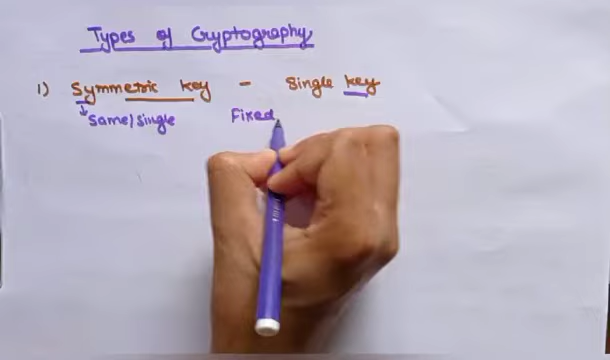 Types of Cryptography
1) Symmetric key - Single key
↓ Same/Single Fixed